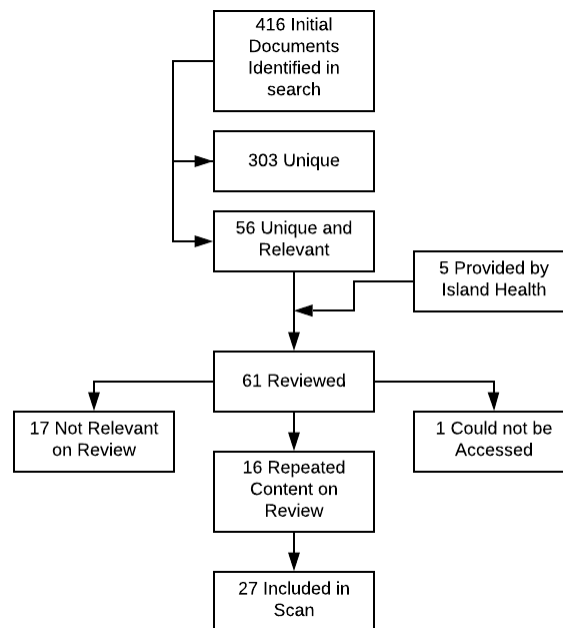 416 Initial
Documents
Identified in
search
303 Unique
56 Unique and
Relevant
5 Provided by
Island Health
61 Reviewed
17 Not Relevant
on Review
1 Could not be
Accessed
16 Repeated
Content on
Review
27 Included in
Scan